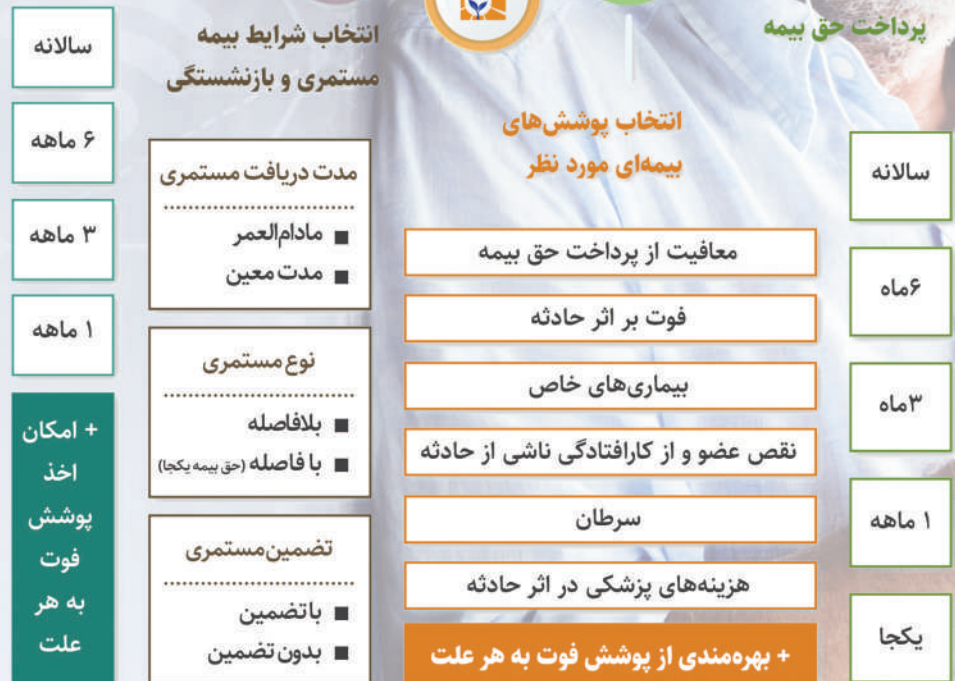 پرداخت حق بیمه
سالانه
۶ماه
۳ماه
۱ ماهه
یکجا
انتخاب پوشش‌های
بیمه‌ای مورد نظر
معافیت از پرداخت حق بیمه
فوت بر اثر حادثه
بیماری‌های خاص
نقص عضو و از کارافتادگی ناشی از حادثه
سرطان
هزینه‌های پزشکی در اثر حادثه
+ بهره‌مندی از پوشش فوت به هر علت
انتخاب شرایط بیمه
مستمری و بازنشستگی
مدت دریافت مستمری
■ مادام‌العمر
■ مدت معین
نوع مستمری
■ بلافاصله
■ با فاصله (حق بیمه یکجا)
تضمین مستمری
■ با تضمین
■ بدون تضمین
سالانه
۶ ماهه
۳ ماهه
۱ ماهه
+ امکان
اخذ
پوشش
فوت
به هر
علت